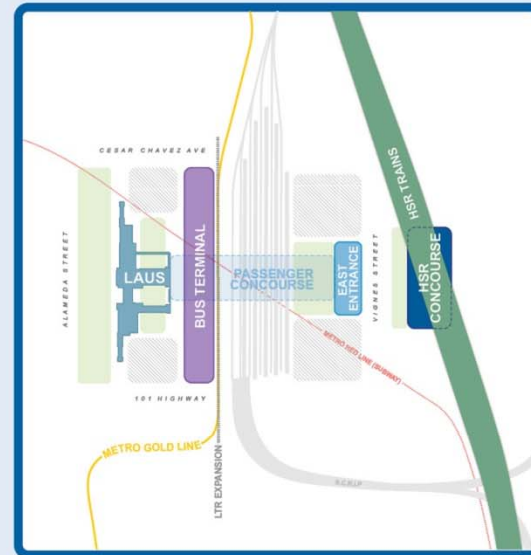 CESAR CHAVEZ AVE
ALAMEDA STREET
LAUS
BUS TERMINAL
PASSENGER
CONCOURSE
EAST
ENTRANCE
VIGNES STREET
HSR TRAINS
HSR
CONCOURSE
METRO RED LINE (SUBWAY)
101 HIGHWAY
METRO GOLD LINE
LTR EXPANSION